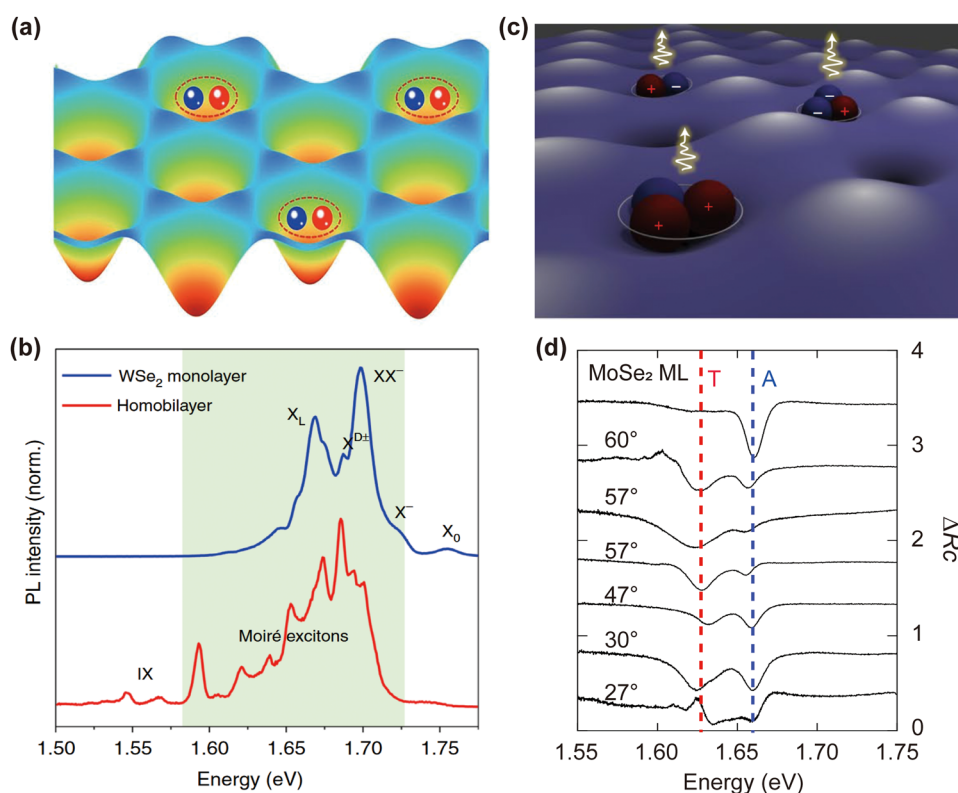 (a)
(b)
PL intensity (norm.)
WSe₂ monolayer
Homobilayer
X_L
X^D±
XX⁻
X⁻
X₀
IX
Moiré excitons
1.50 1.55 1.60 1.65 1.70 1.75
Energy (eV)
(c)
+ −
− − +
+ +
(d)
MoSe₂ ML T A
60°
57°
57°
47°
30°
27°
4
3
2
1
0
ΔRc
1.55 1.60 1.65 1.70 1.75
Energy (eV)